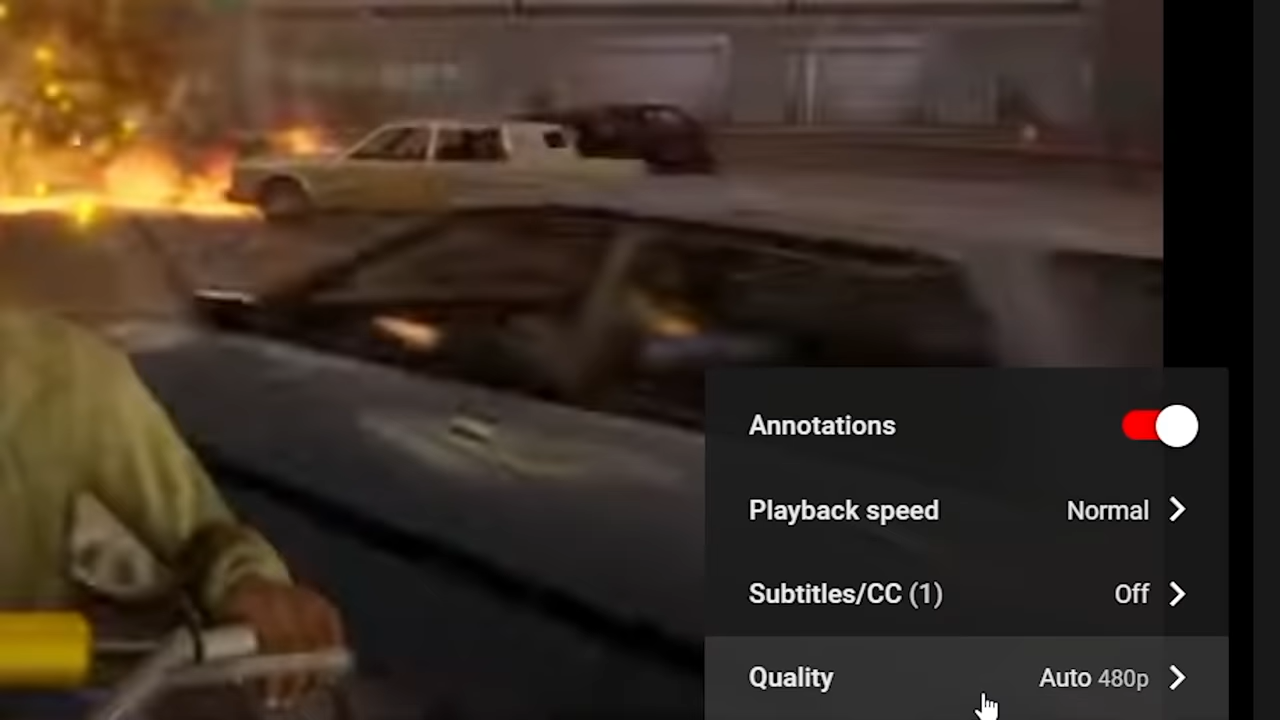 Annotations
Playback speed Normal
Subtitles/CC (1) Off
Quality Auto 480p